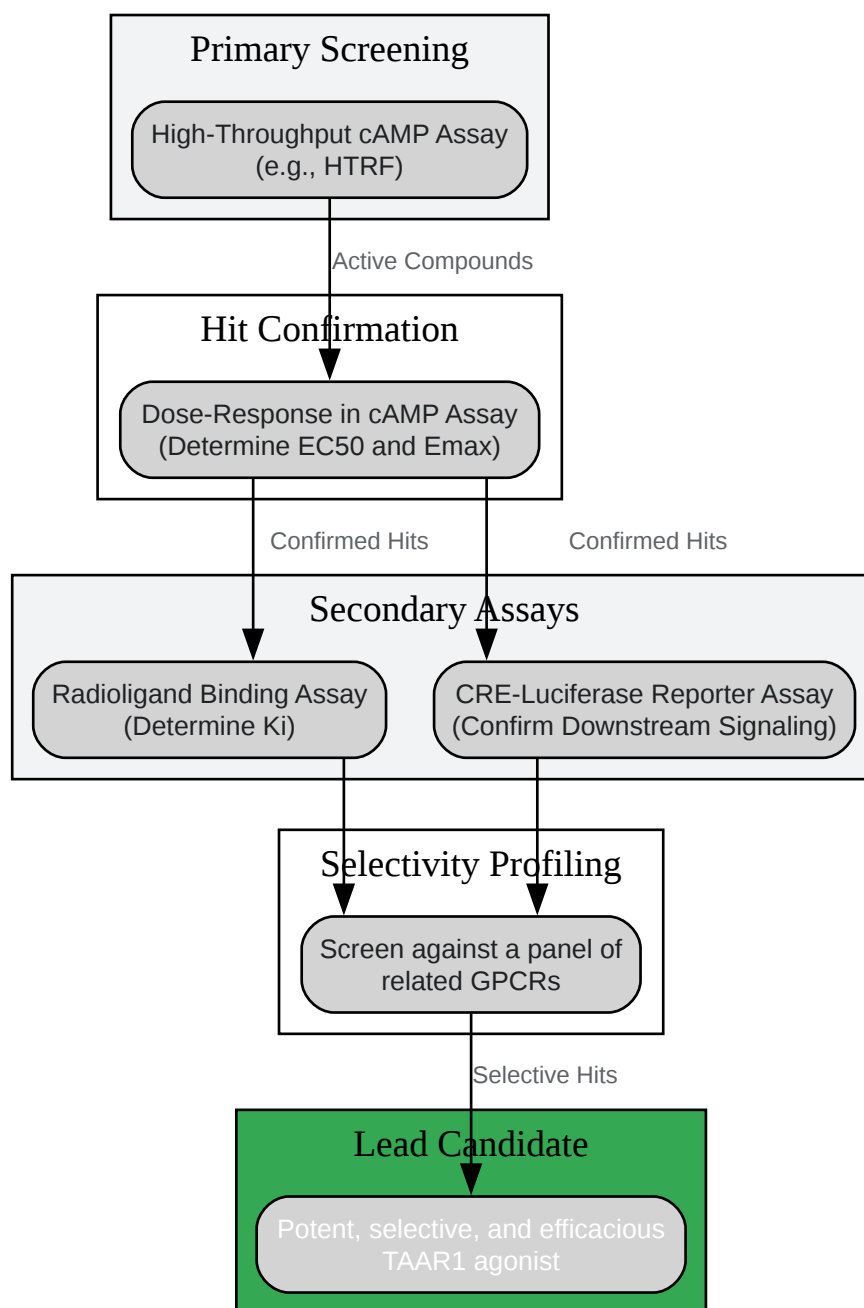 Primary Screening
High-Throughput cAMP Assay
(e.g., HTRF)
Active Compounds
Hit Confirmation
Dose-Response in cAMP Assay
(Determine EC50 and Emax)
Confirmed Hits
Confirmed Hits
Secondary Assays
Radioligand Binding Assay
(Determine Ki)
CRE-Luciferase Reporter Assay
(Confirm Downstream Signaling)
Selectivity Profiling
Screen against a panel of
related GPCRs
Selective Hits
Lead Candidate
Potent, selective, and efficacious
TAAR1 agonist